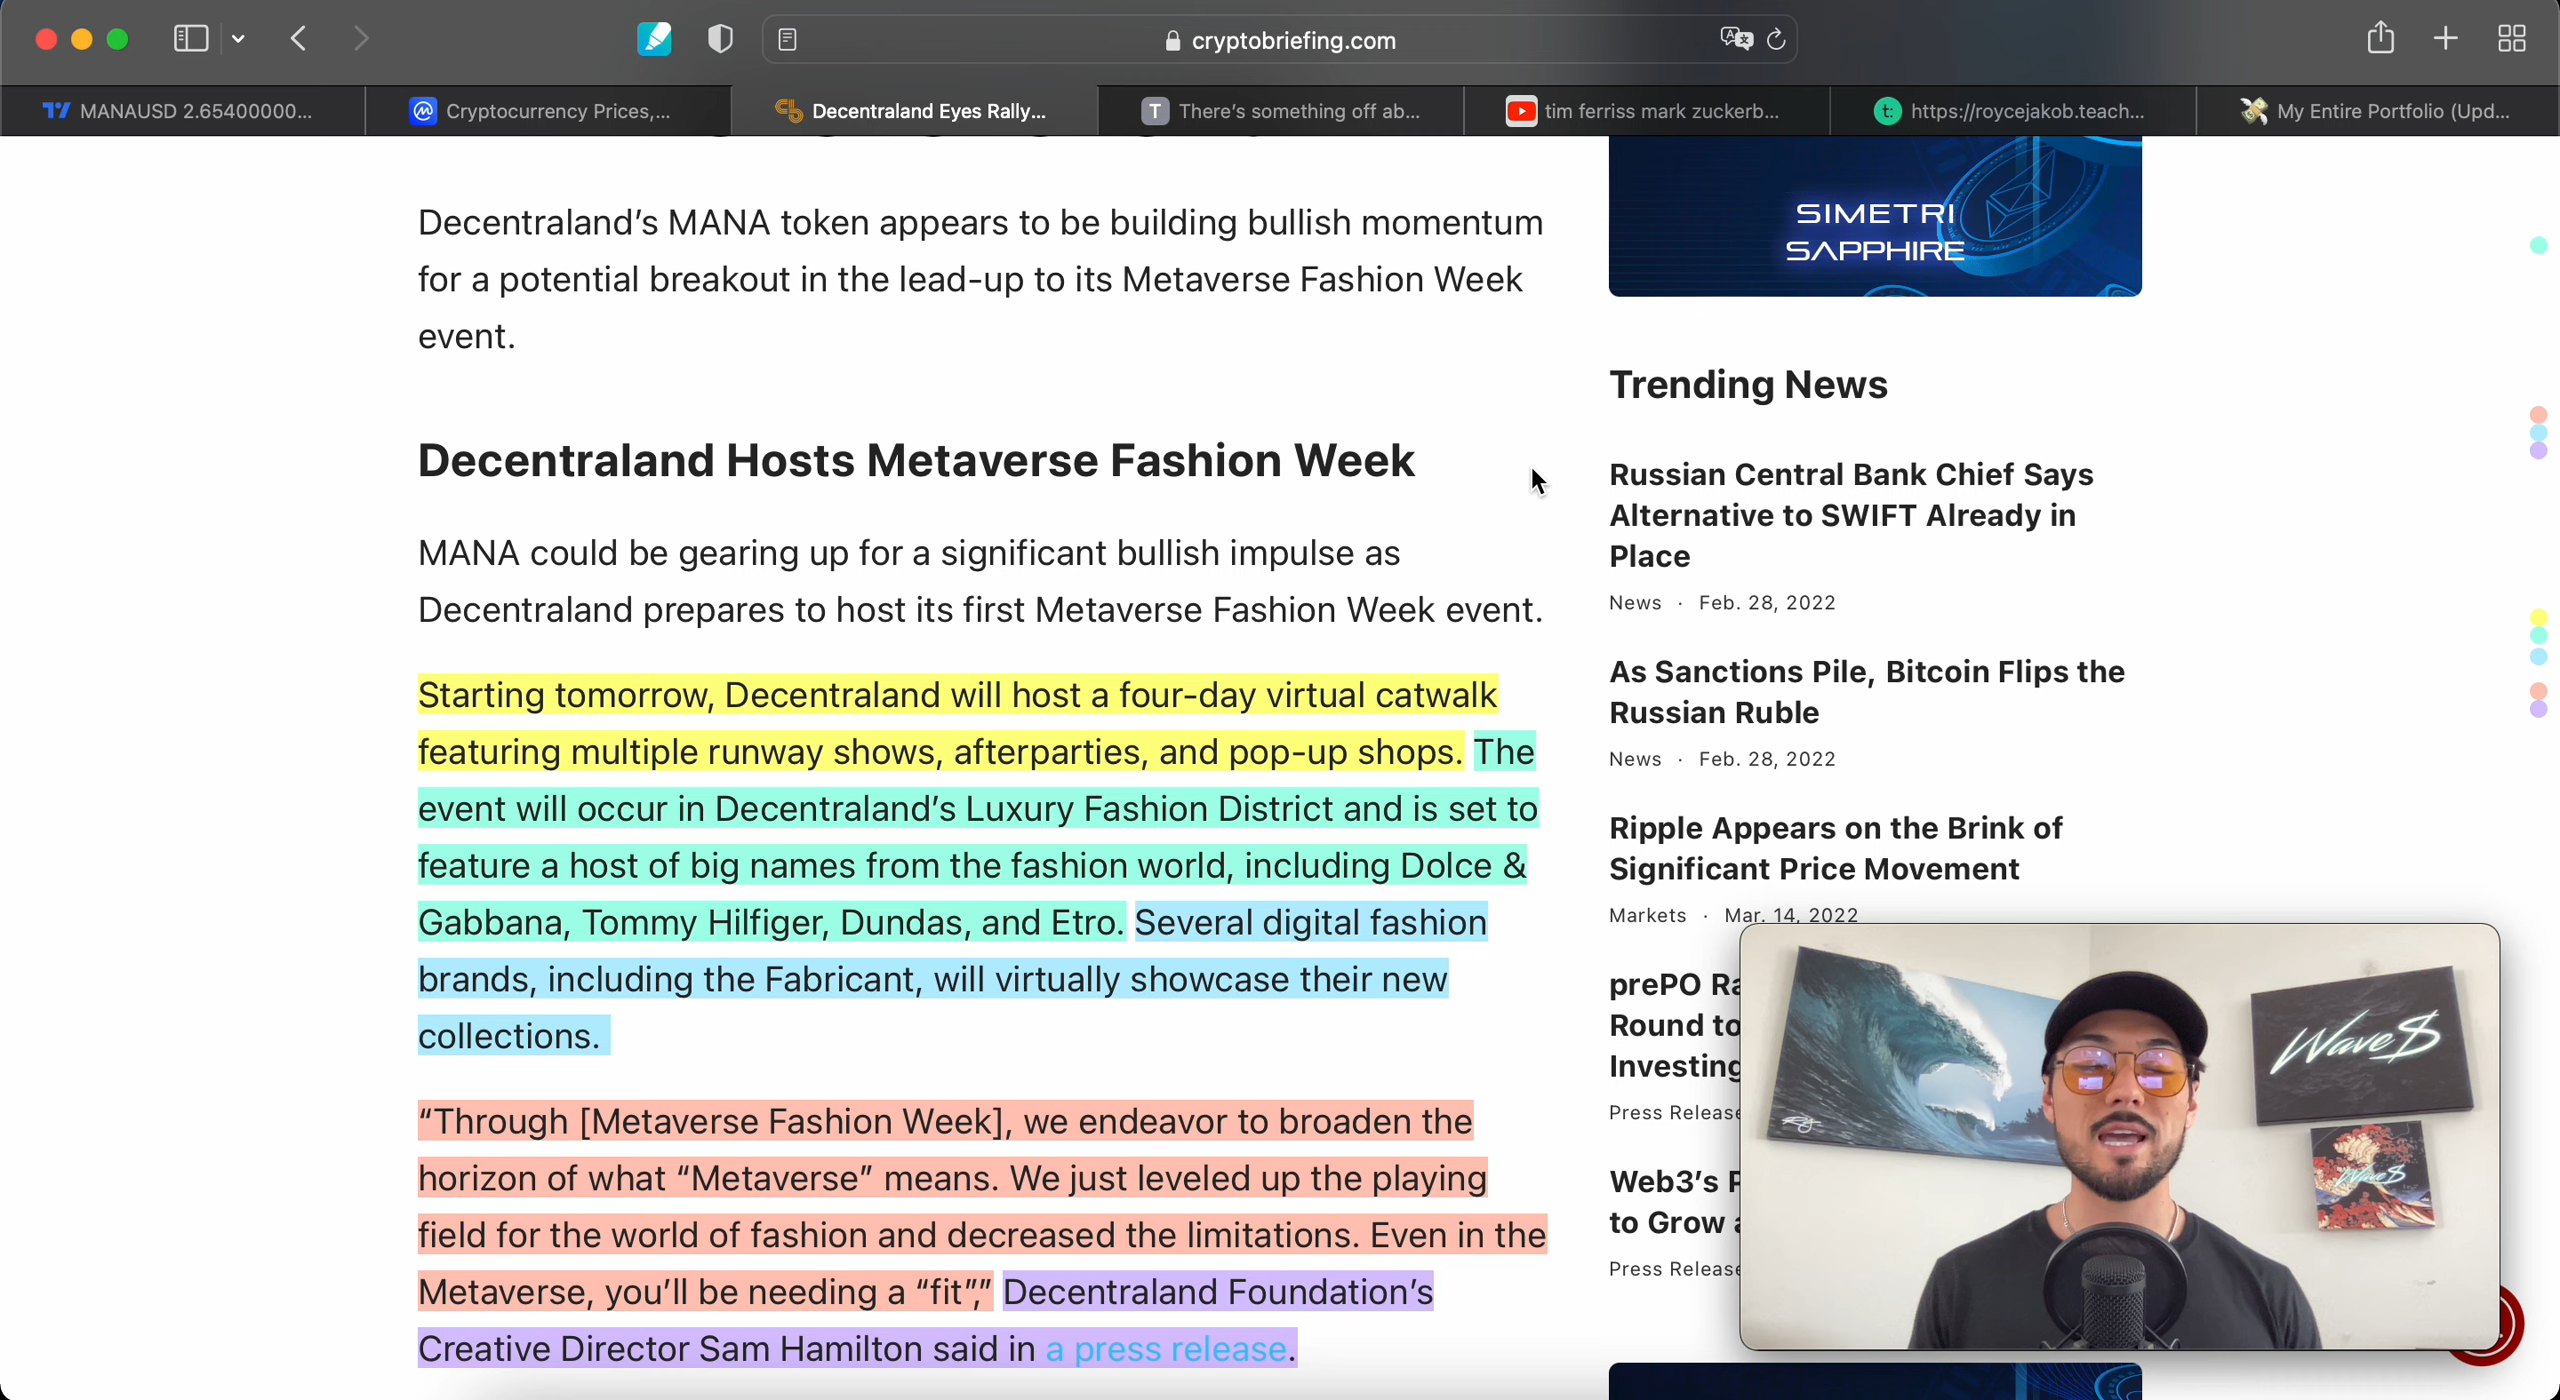 cryptobriefing.com
MANAUSD 2.65400000...
Cryptocurrency Prices,...
Decentraland Eyes Rally...
T
There's something off ab...
tim ferriss mark zuckerb...
t:
https://roycejakob.teach...
My Entire Portfolio (Upd...
Decentraland's MANA token appears to be building bullish momentum
for a potential breakout in the lead-up to its Metaverse Fashion Week
event.
Decentraland Hosts Metaverse Fashion Week
MANA could be gearing up for a significant bullish impulse as
Decentraland prepares to host its first Metaverse Fashion Week event.
Starting tomorrow, Decentraland will host a four-day virtual catwalk
featuring multiple runway shows, afterparties, and pop-up shops. The
event will occur in Decentraland's Luxury Fashion District and is set to
feature a host of big names from the fashion world, including Dolce &
Gabbana, Tommy Hilfiger, Dundas, and Etro. Several digital fashion
brands, including the Fabricant, will virtually showcase their new
collections.
“Through [Metaverse Fashion Week], we endeavor to broaden the
horizon of what “Metaverse” means. We just leveled up the playing
field for the world of fashion and decreased the limitations. Even in the
Metaverse, you'll be needing a “fit”,” Decentraland Foundation's
Creative Director Sam Hamilton said in a press release.
SIMETRI
SAPPHIRE
Trending News
Russian Central Bank Chief Says
Alternative to SWIFT Already in
Place
News · Feb. 28, 2022
As Sanctions Pile, Bitcoin Flips the
Russian Ruble
News · Feb. 28, 2022
Ripple Appears on the Brink of
Significant Price Movement
Markets · Mar. 14, 2022
prePO Ra
Round to
Investing
Press Release
Web3's P
to Grow
Press Release
Wave$
Wave$